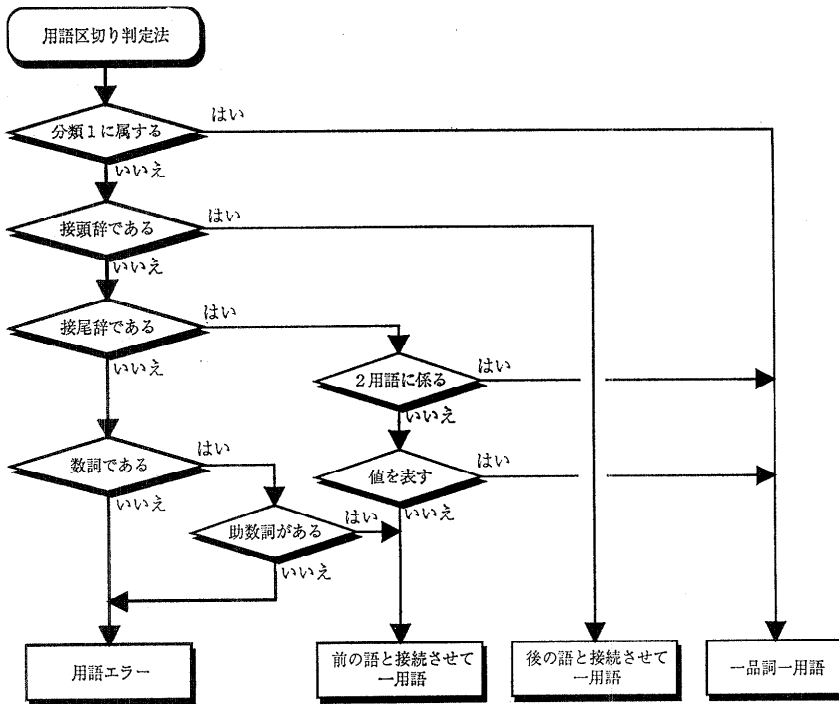 用語区切り判定法
分類1に属する
はい
いいえ
接頭辞である
はい
いいえ
接尾辞である
はい
いいえ
2用語に係る
はい
いいえ
数詞である
はい
いいえ
値を表す
はい
いいえ
助数詞がある
はい
いいえ
用語エラー
前の語と接続させて
一用語
後の語と接続させて
一用語
一品詞一用語